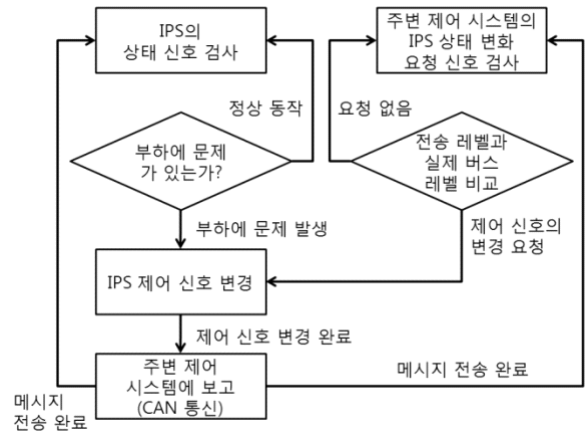 IPS의
상태 신호 검사
주변 제어 시스템의
IPS 상태 변화
요청 신호 검사
정상 동작
요청 없음
부하에 문제
가 있는가?
전송 레벨과
실제 버스
레벨 비교
부하에 문제 발생
제어 신호의
변경 요청
IPS 제어 신호 변경
제어 신호 변경 완료
주변 제어
시스템에 보고
(CAN 통신)
메시지 전송 완료
메시지
전송 완료